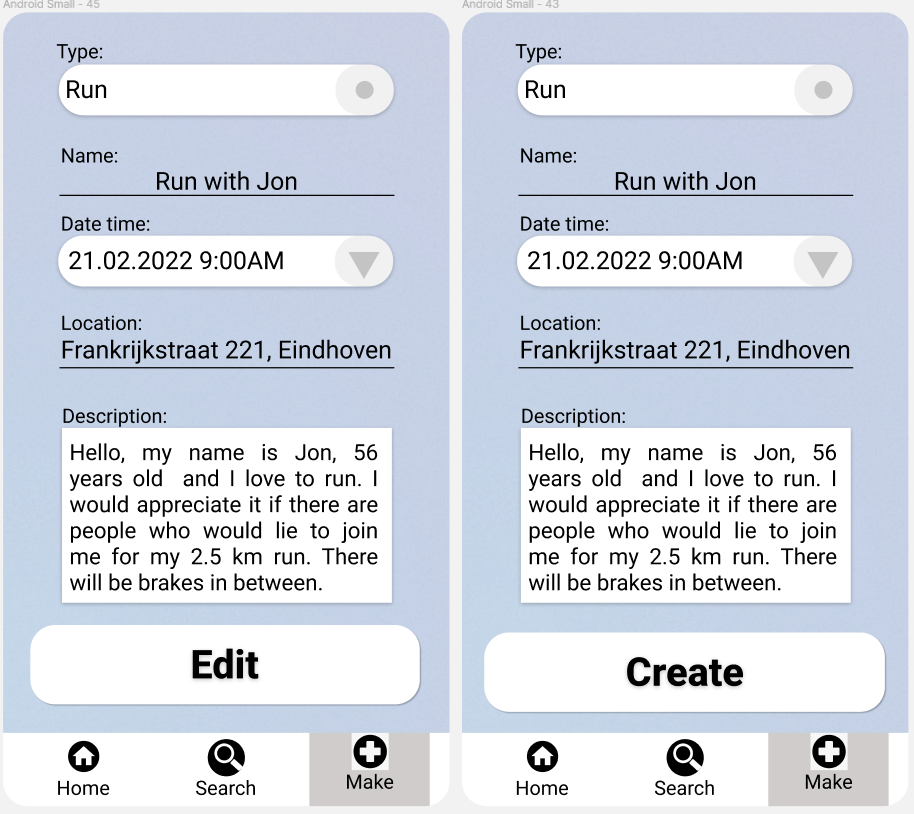 Android Small - 45
Type:
Run
Name:
Run with Jon
Date time:
21.02.2022 9:00AM
Location:
Frankrijkstraat 221, Eindhoven
Description:
Hello, my name is Jon, 56
years old and I love to run. I
would appreciate it if there are
people who would lie to join
me for my 2.5 km run. There
will be brakes in between.
Edit
Home
Search
Make
Android Small - 43
Type:
Run
Name:
Run with Jon
Date time:
21.02.2022 9:00AM
Location:
Frankrijkstraat 221, Eindhoven
Description:
Hello, my name is Jon, 56
years old and I love to run. I
would appreciate it if there are
people who would lie to join
me for my 2.5 km run. There
will be brakes in between.
Create
Home
Search
Make